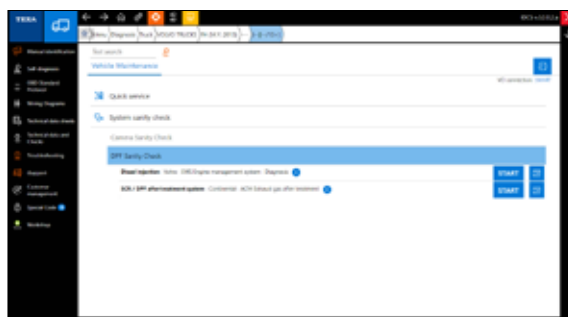 TEXA
Menu Diagnosis Truck VOLVO TRUCKS
Text search
Vehicle Maintenance
Manual identification
Self-diagnosis
OBD Standard Protocol
Wiring Diagrams
Technical data sheets
Technical data and Checks
Troubleshooting
Support
Customer management
Special Code
Workshop
Quick service
System sanity check
Camera Sanity Check
DPF Sanity Check
Diesel injection Volvo EMS Engine management system Diagnosis
START
SCR / DPF aftertreatment system Continental ACM Exhaust gas after treatment
START